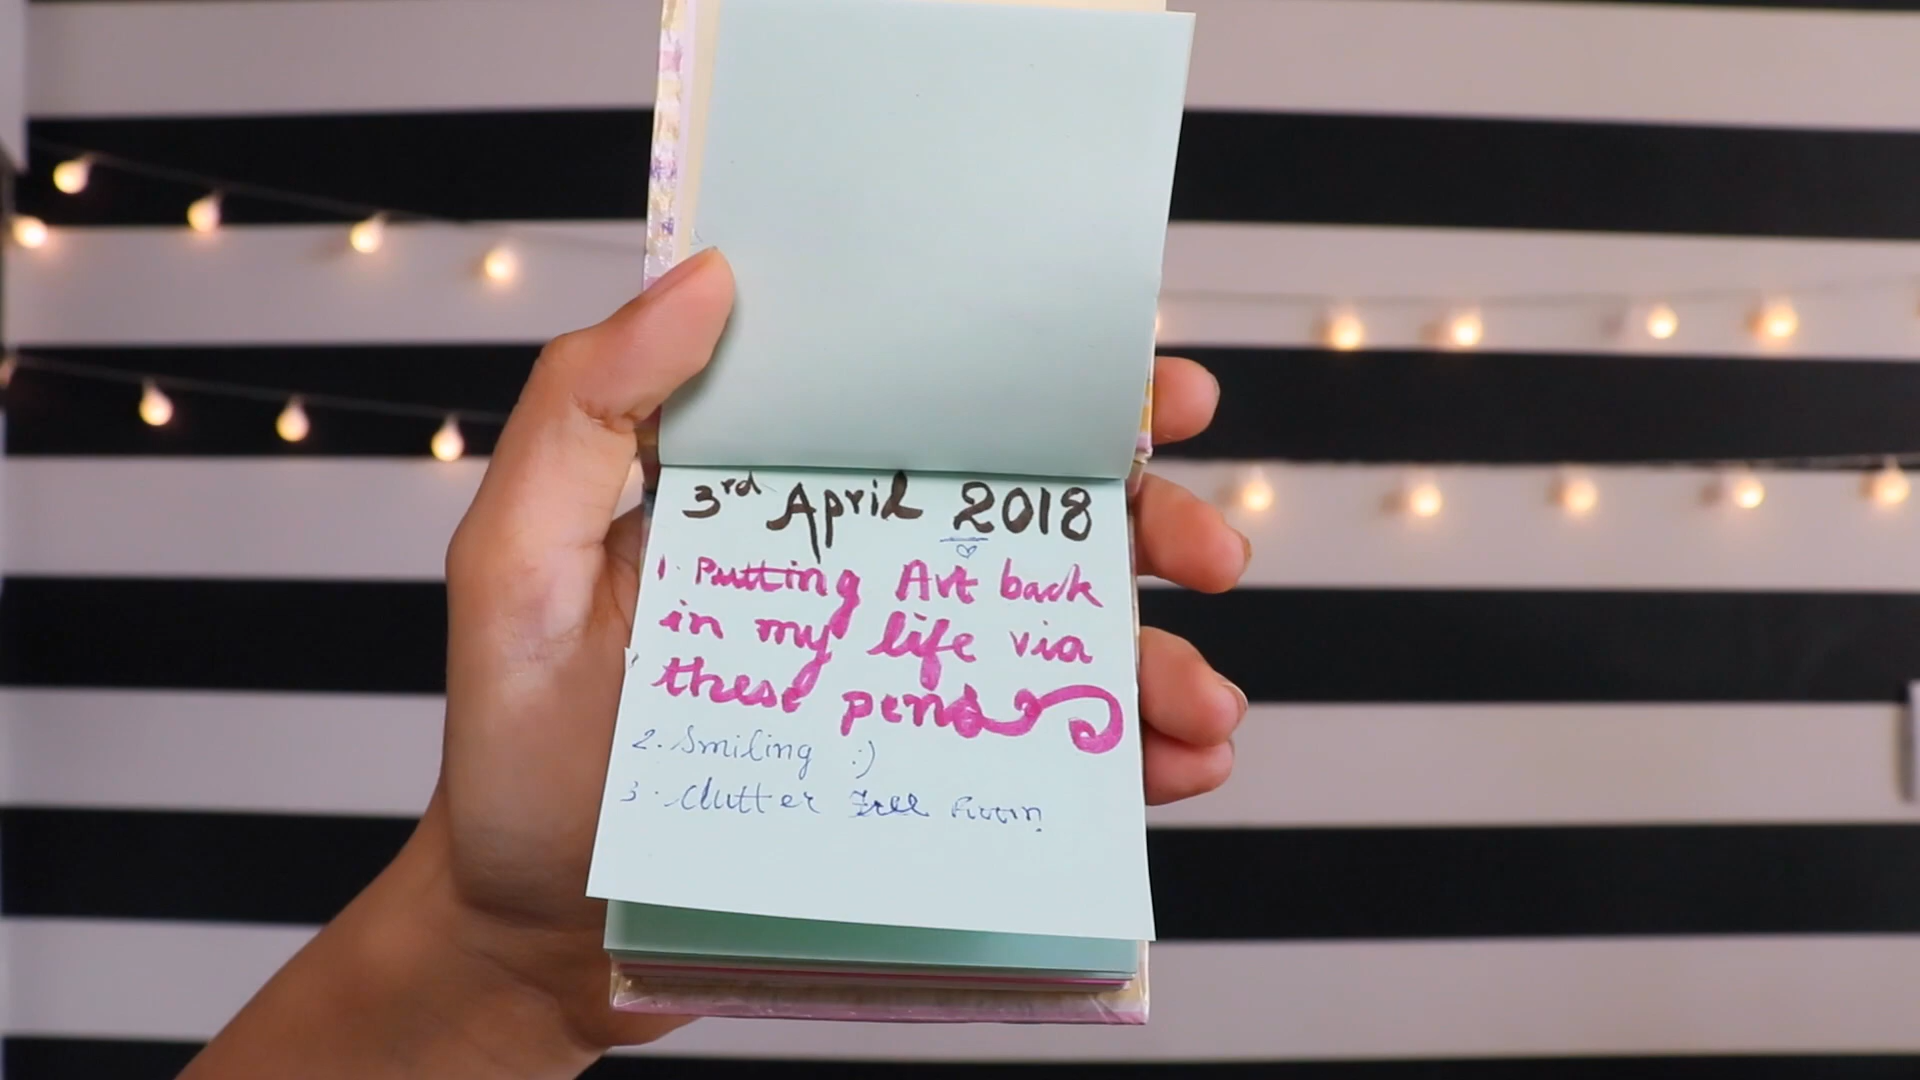 3rd April 2018
1. Putting Art back
in my life via
these pens
2. Smiling :)
3. Clutter Free Room